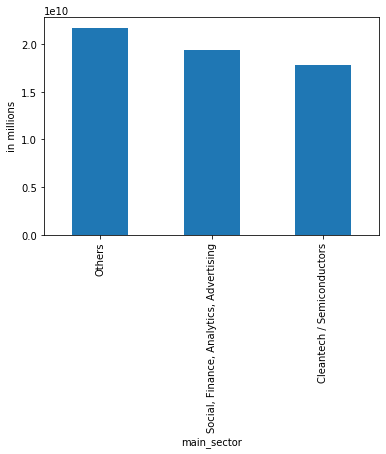 1e10
2.0
1.5
1.0
0.5
0.0
in millions
Others
Social, Finance, Analytics, Advertising
Cleantech / Semiconductors
main_sector